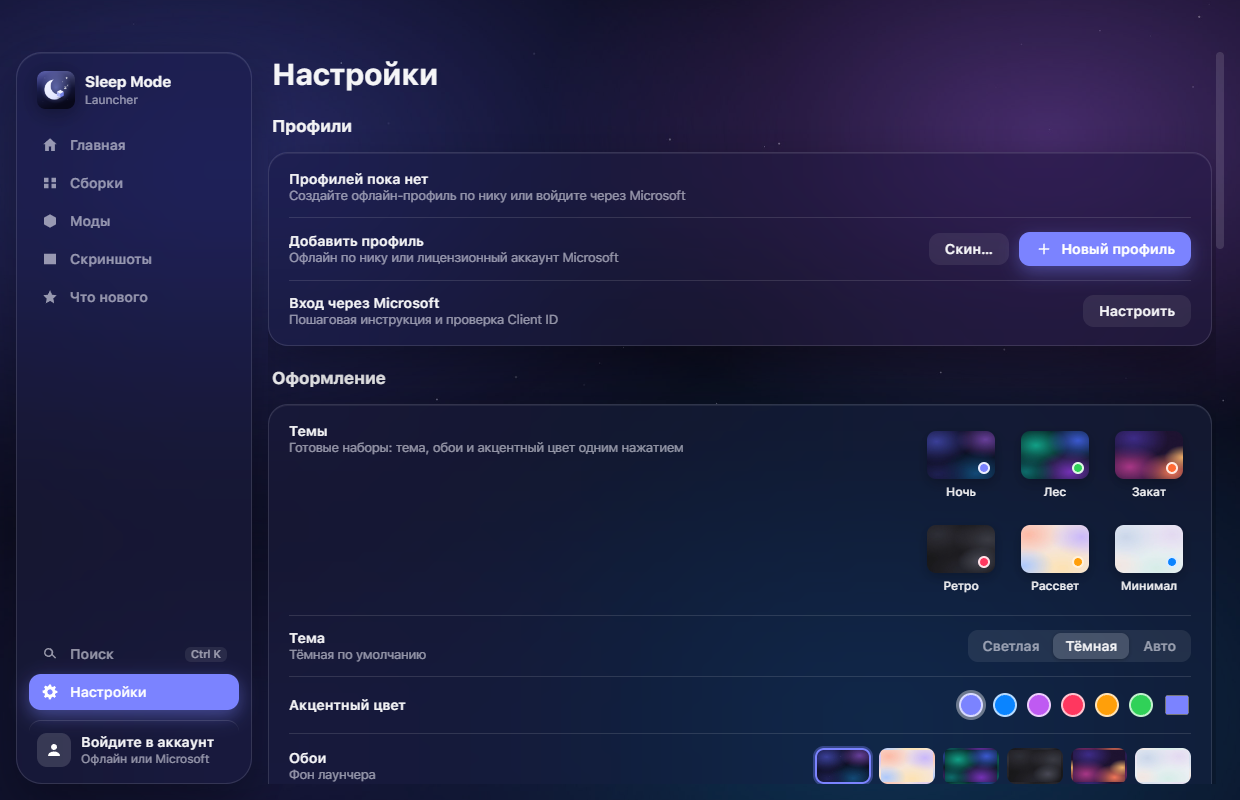 Sleep Mode
Launcher
Главная
Сборки
Моды
Скриншоты
Что нового
Поиск
Ctrl K
Настройки
Войдите в аккаунт
Офлайн или Microsoft
Настройки
Профили
Профилей пока нет
Создайте офлайн-профиль по нику или войдите через Microsoft
Добавить профиль
Офлайн по нику или лицензионный аккаунт Microsoft
Скин...
+ Новый профиль
Вход через Microsoft
Пошаговая инструкция и проверка Client ID
Настроить
Оформление
Темы
Готовые наборы: тема, обои и акцентный цвет одним нажатием
Ночь
Лес
Закат
Ретро
Рассвет
Минимал
Тема
Тёмная по умолчанию
Светлая
Тёмная
Авто
Акцентный цвет
Обои
Фон лаунчера